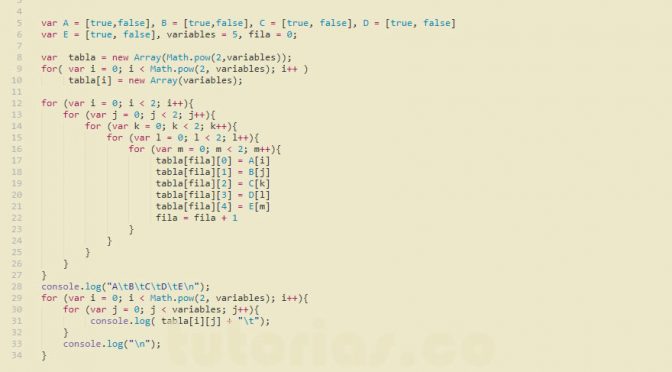 3
4
5 var A = [true,false], B = [true,false], C = [true, false], D = [true, false]
6 var E = [true, false], variables = 5, fila = 0;
7
8 var tabla = new Array(Math.pow(2,variables));
9 for( var i = 0; i < Math.pow(2, variables); i++ )
10 tabla[i] = new Array(variables);
11
12 for (var i = 0; i < 2; i++){
13 for (var j = 0; j < 2; j++){
14 for (var k = 0; k < 2; k++){
15 for (var l = 0; l < 2; l++){
16 for (var m = 0; m < 2; m++){
17 tabla[fila][0] = A[i]
18 tabla[fila][1] = B[j]
19 tabla[fila][2] = C[k]
20 tabla[fila][3] = D[l]
21 tabla[fila][4] = E[m]
22 fila = fila + 1
23 }
24 }
25 }
26 }
27 }
28 console.log("A\tB\tC\tD\tE\n");
29 for (var i = 0; i < Math.pow(2, variables); i++){
30 for (var j = 0; j < variables; j++){
31 console.log( tabla[i][j] + "\t");
32 }
33 console.log("\n");
34 }
tutorias.co